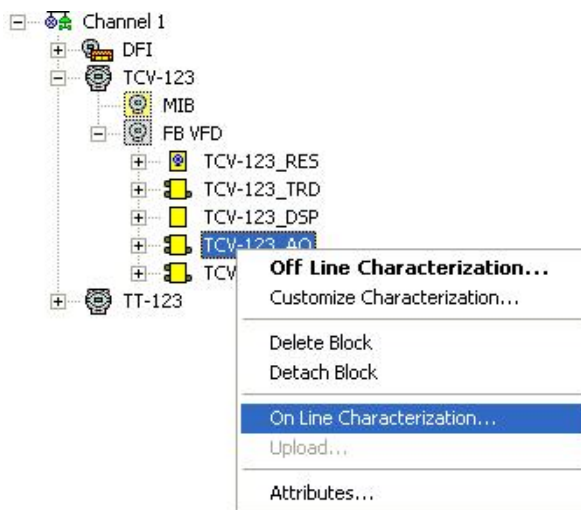 Channel 1
DFI
TCV-123
MIB
FB VFD
TCV-123_RES
TCV-123_TRD
TCV-123_DSP
TCV-123_AO
TCV
TT-123
Off Line Characterization...
Customize Characterization...
Delete Block
Detach Block
On Line Characterization...
Upload...
Attributes...